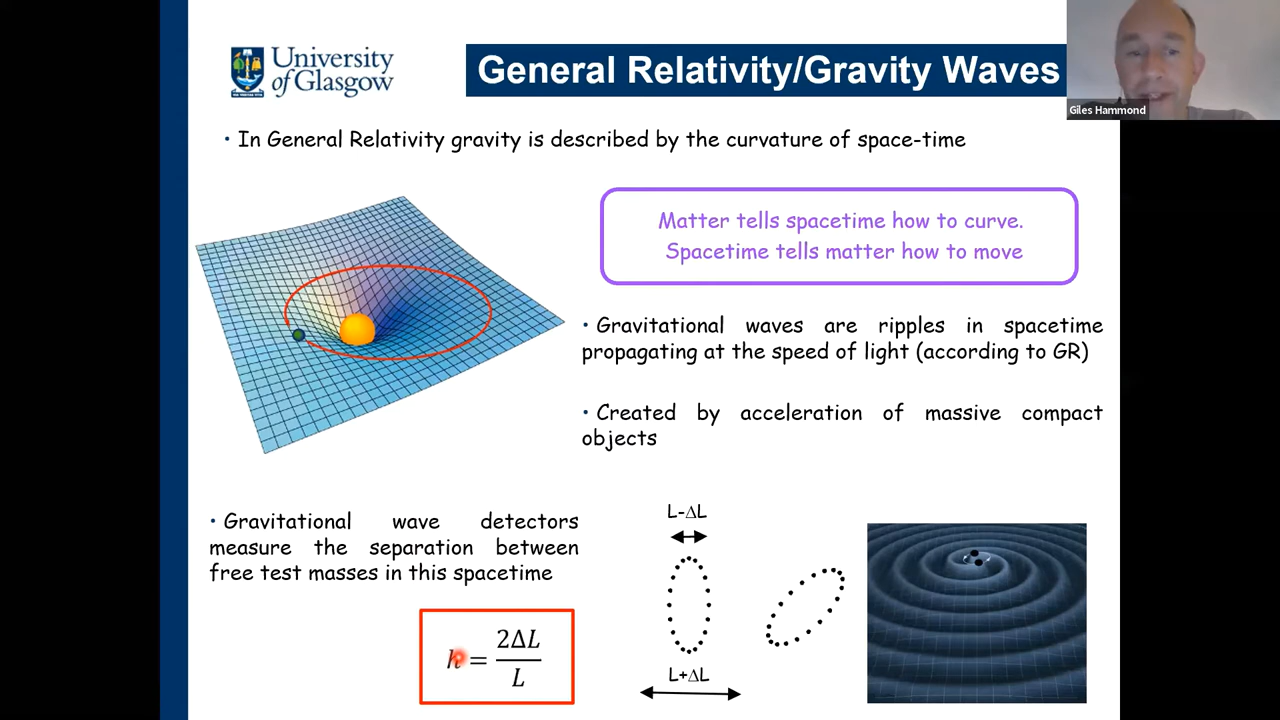 University
of Glasgow
General Relativity/Gravity Waves
Giles Hammond
• In General Relativity gravity is described by the curvature of space-time
Matter tells spacetime how to curve.
Spacetime tells matter how to move
• Gravitational waves are ripples in spacetime
propagating at the speed of light (according to GR)
• Created by acceleration of massive compact
objects
• Gravitational wave detectors
measure the separation between
free test masses in this spacetime
h = 2ΔL/L
L-ΔL
L+ΔL